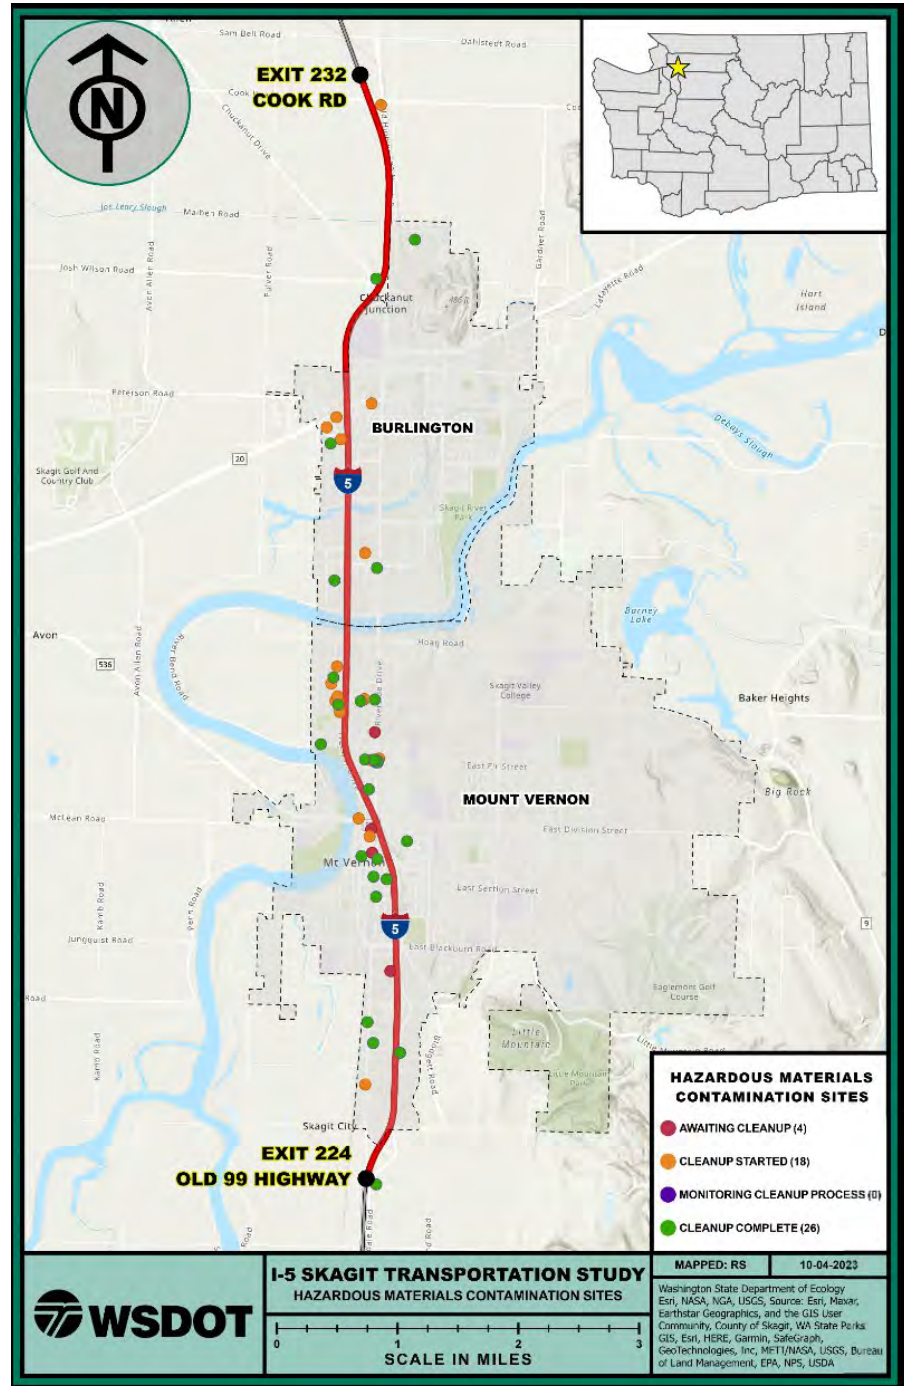 Sam Bell Road
Dahlstedt Road
EXIT 232
COOK RD
Chuckanut Drive
N
Joe Leary Slough
Marihen Road
Gardner Road
Josh Wilson Road
Avon Allen Road
Pulver Road
Lafayette Road
Hart
Island
Chuckanut
Junction
Peterson Road
BURLINGTON
Debays Slough
20
Skagit Golf And
Country Club
5
Skagit River
Park
Barney
Lake
Avon
Hoag Road
536
River Bend Road
Avon Allen Road
Skagit Valley
College
Baker Heights
East Fir Street
Big Rock
MOUNT VERNON
McLean Road
East Division Street
Mt Vernon
Kamb Road
Penn Road
East Section Street
9
Jungquist Road
5
East Blackburn Road
Eaglemont Golf
Course
Road
Little
Mountain
Kamb Road
Blodgett Road
Little Mountain
Park
Skagit City
EXIT 224
OLD 99 HIGHWAY
HAZARDOUS MATERIALS
CONTAMINATION SITES
AWAITING CLEANUP (4)
CLEANUP STARTED (18)
MONITORING CLEANUP PROCESS (0)
CLEANUP COMPLETE (26)
WSDOT
I-5 SKAGIT TRANSPORTATION STUDY
HAZARDOUS MATERIALS CONTAMINATION SITES
0 1 2 3
SCALE IN MILES
MAPPED: RS 10-04-2023
Washington State Department of Ecology
Esri, NASA, NGA, USGS, Source: Esri, Maxar,
Earthstar Geographics, and the GIS User
Community, County of Skagit, WA State Parks
GIS, Esri, HERE, Garmin, SafeGraph,
GeoTechnologies, Inc, METI/NASA, USGS, Bureau
of Land Management, EPA, NPS, USDA